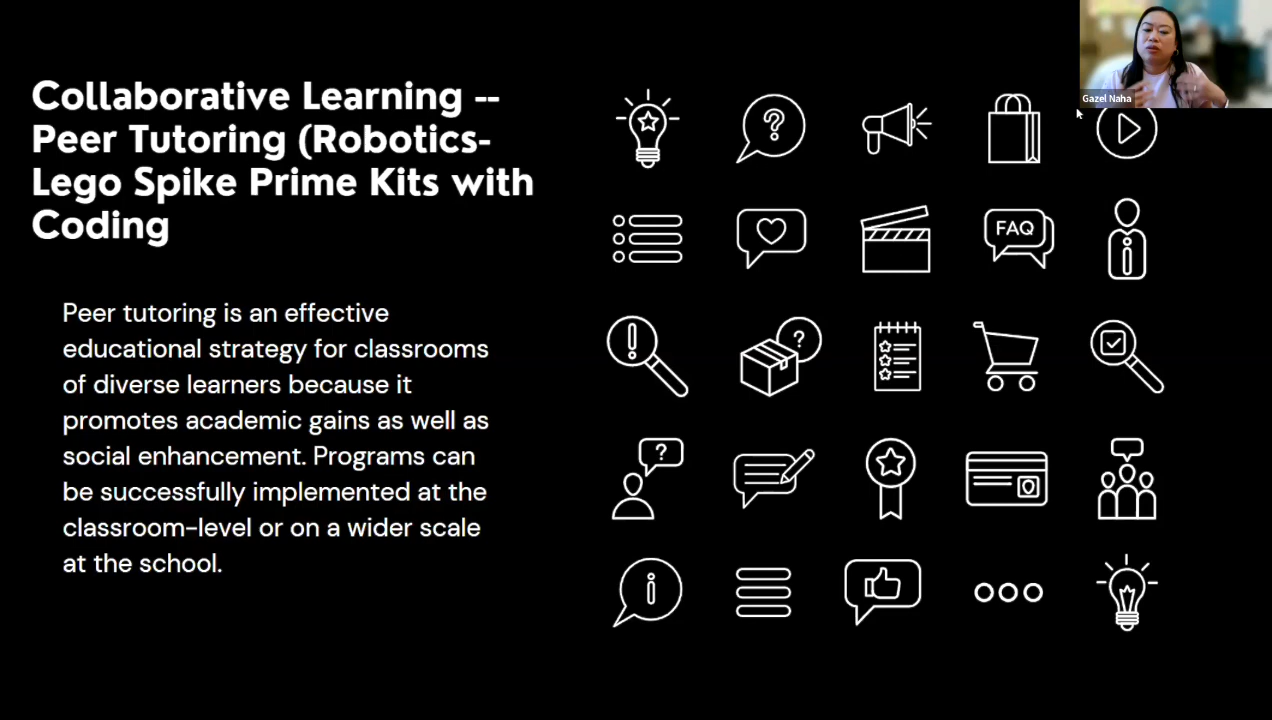 Collaborative Learning --
Peer Tutoring (Robotics-
Lego Spike Prime Kits with
Coding
Peer tutoring is an effective
educational strategy for classrooms
of diverse learners because it
promotes academic gains as well as
social enhancement. Programs can
be successfully implemented at the
classroom-level or on a wider scale
at the school.
?
FAQ
i
!
?
?
i
Gazel Naha